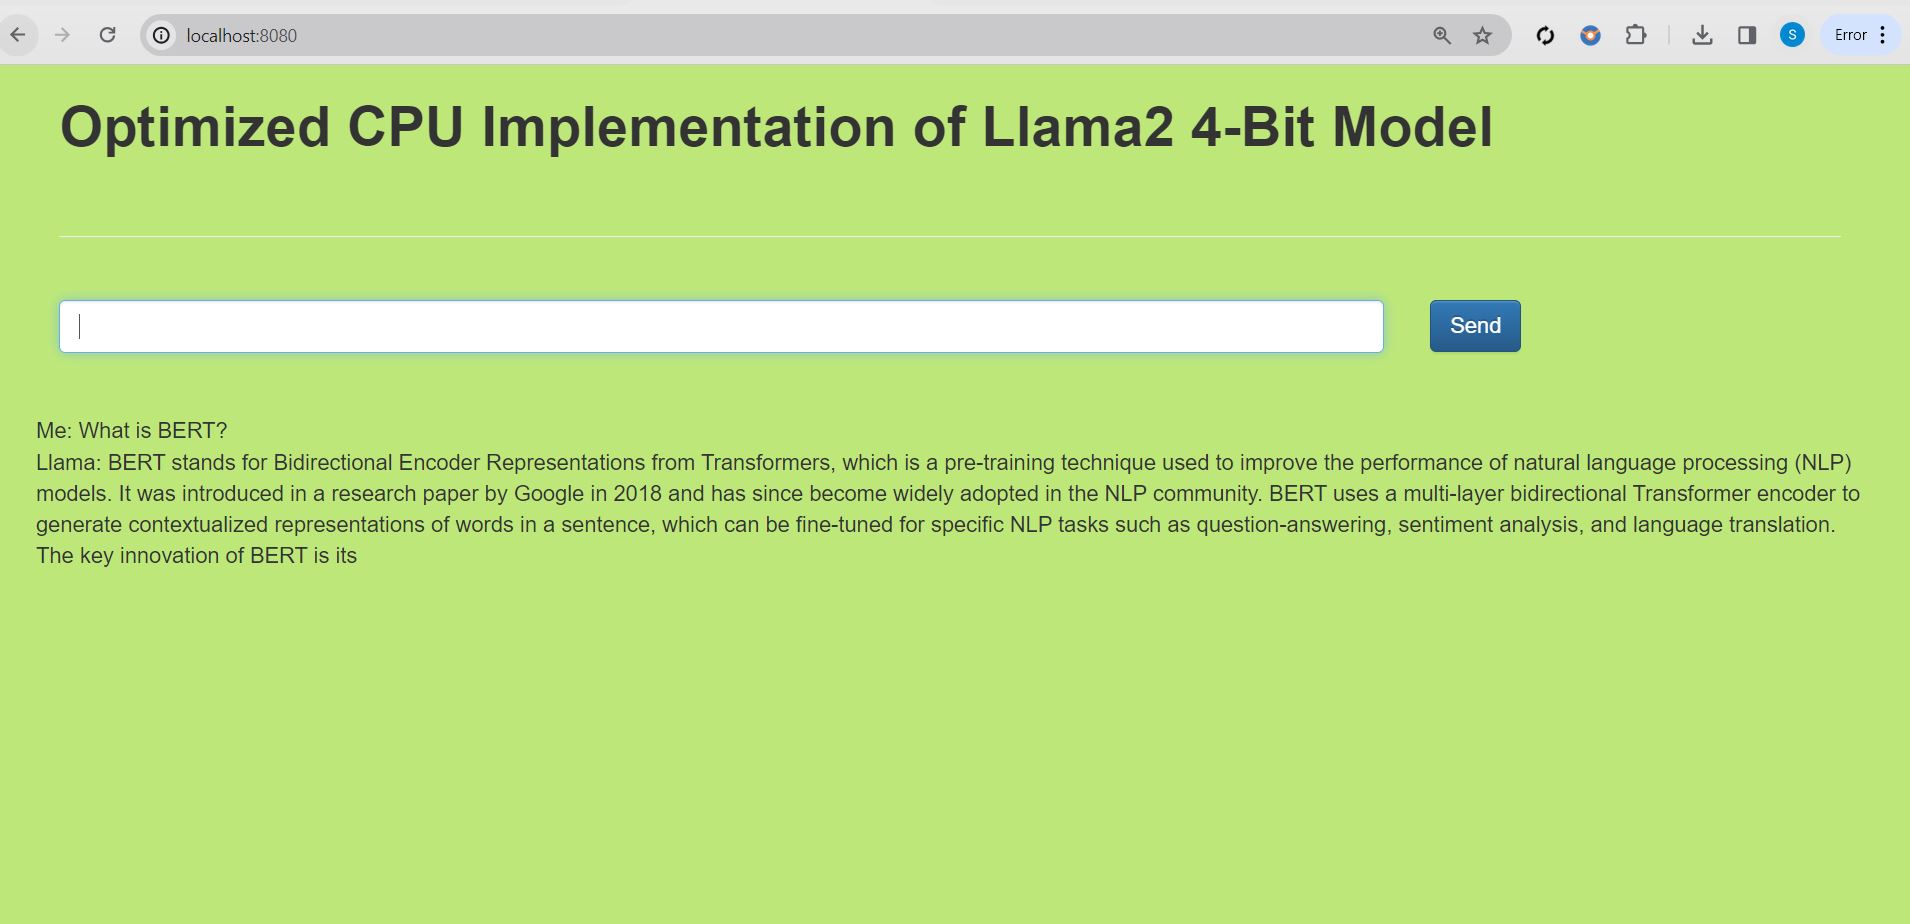 localhost:8080
S
Error
Optimized CPU Implementation of Llama2 4-Bit Model
Send
Me: What is BERT?
Llama: BERT stands for Bidirectional Encoder Representations from Transformers, which is a pre-training technique used to improve the performance of natural language processing (NLP)
models. It was introduced in a research paper by Google in 2018 and has since become widely adopted in the NLP community. BERT uses a multi-layer bidirectional Transformer encoder to
generate contextualized representations of words in a sentence, which can be fine-tuned for specific NLP tasks such as question-answering, sentiment analysis, and language translation.
The key innovation of BERT is its